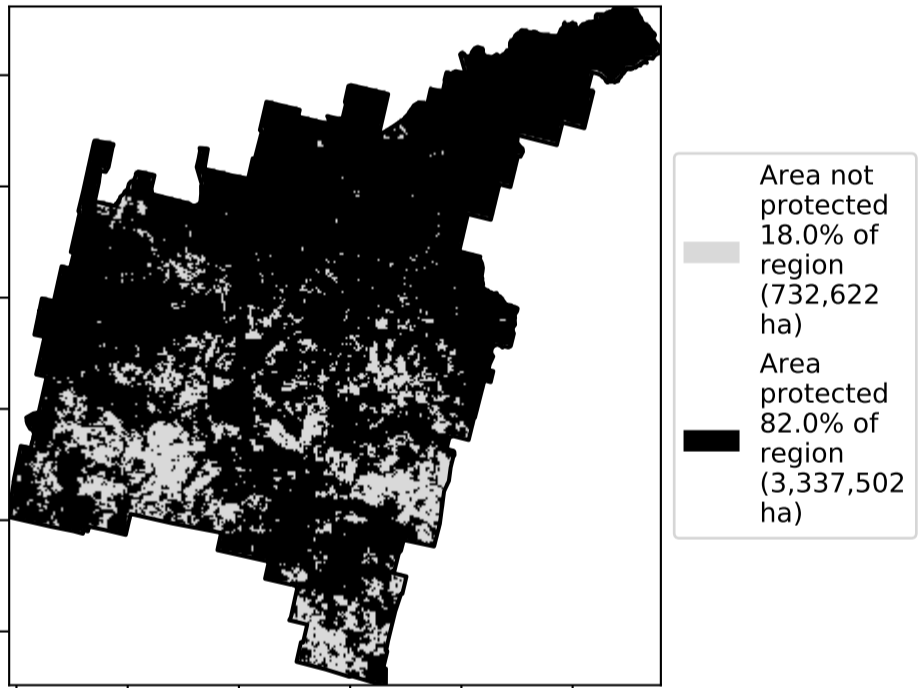 Area not
protected
18.0% of
region
(732,622
ha)
Area
protected
82.0% of
region
(3,337,502
ha)